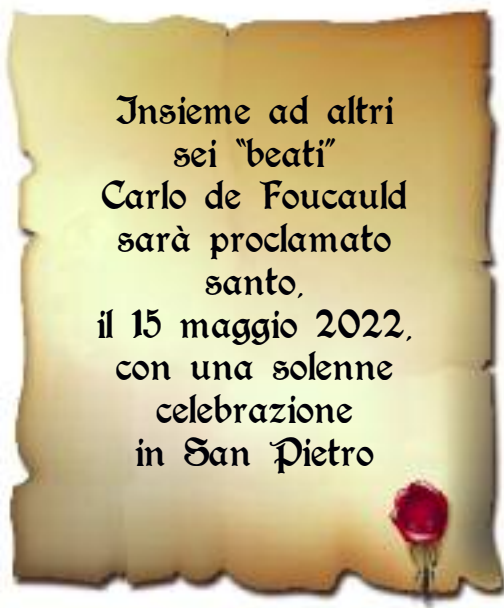 Insieme ad altri
sei “beati”
Carlo de Foucauld
sarà proclamato
santo,
il 15 maggio 2022,
con una solenne
celebrazione
in San Pietro